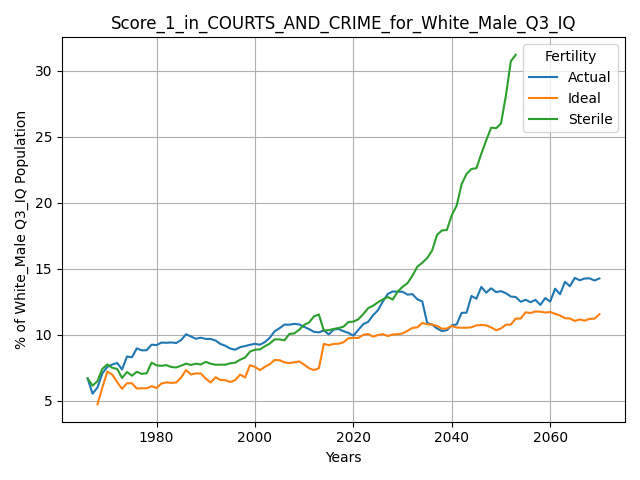 Score_1_in_COURTS_AND_CRIME_for_White_Male_Q3_IQ
% of White_Male Q3_IQ Population
30
25
20
15
10
5
Fertility
Actual
Ideal
Sterile
1980
2000
2020
2040
2060
Years